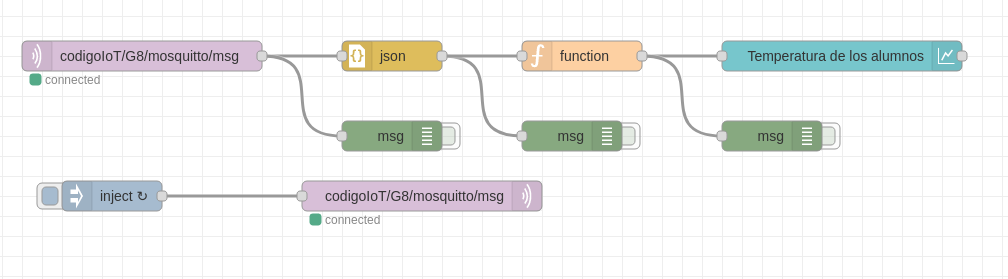 codigoIoT/G8/mosquitto/msg
json
function
Temperatura de los alumnos
connected
msg
msg
msg
inject ↻
codigoIoT/G8/mosquitto/msg
connected